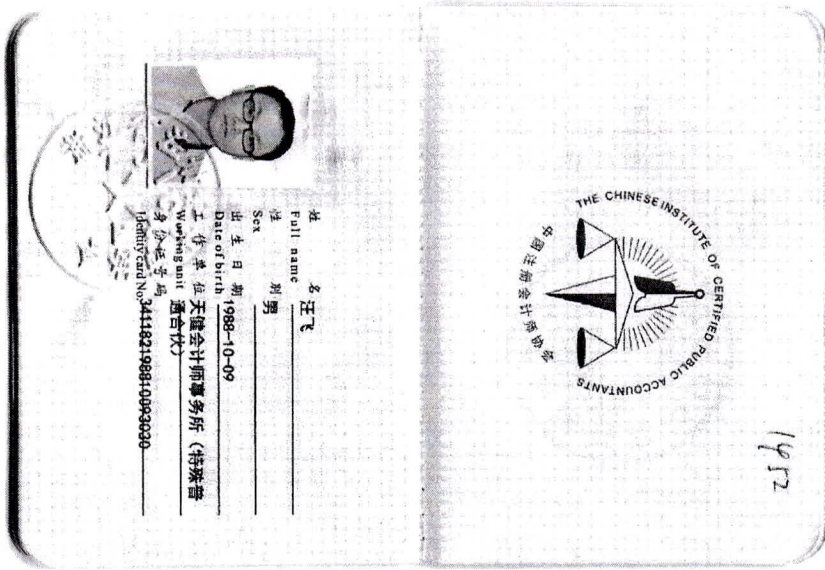 姓 名 汪飞
Full name
性 别 男
Sex
出 生 日 期 1988-10-09
Date of birth
工 作 单 位 天健会计师事务所（特殊普
Working unit 通合伙）
身份证号码
Identity card No. 341182198810093030
THE CHINESE INSTITUTE OF CERTIFIED PUBLIC ACCOUNTANTS
中国注册会计师协会